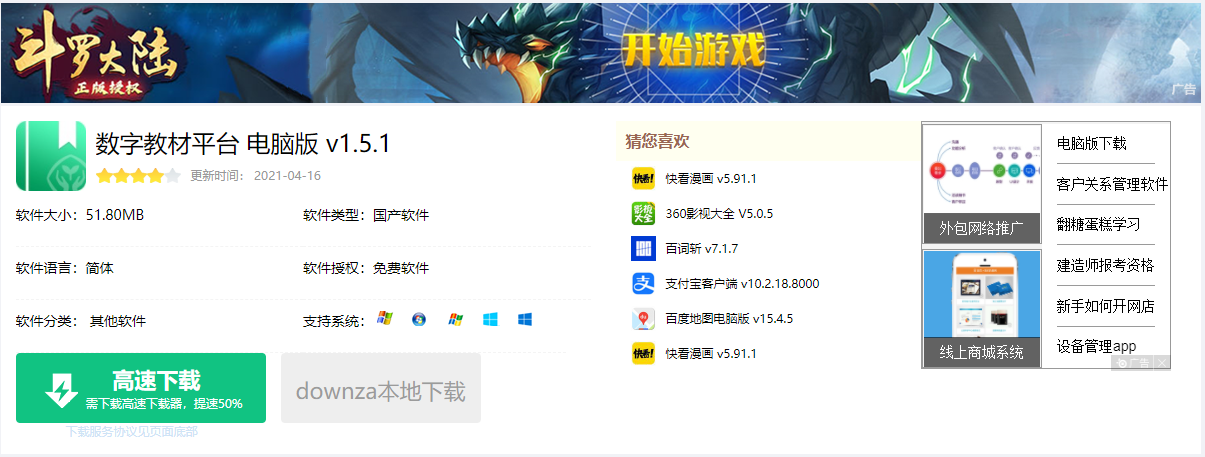 斗罗大陆
正版授权
开始游戏
广告
数字教材平台 电脑版 v1.5.1
更新时间： 2021-04-16
软件大小：51.80MB
软件类型：国产软件
软件语言：简体
软件授权：免费软件
软件分类： 其他软件
支持系统：
高速下载
需下载高速下载器，提速50%
downza本地下载
下载服务协议见页面底部
猜您喜欢
快看! 快看漫画 v5.91.1
影视大全 360影视大全 V5.0.5
百词斩 v7.1.7
支 支付宝客户端 v10.2.18.8000
百度地图电脑版 v15.4.5
快看! 快看漫画 v5.91.1
外包网络推广
线上商城系统
电脑版下载
客户关系管理软件
翻糖蛋糕学习
建造师报考资格
新手如何开网店
设备管理app
广告